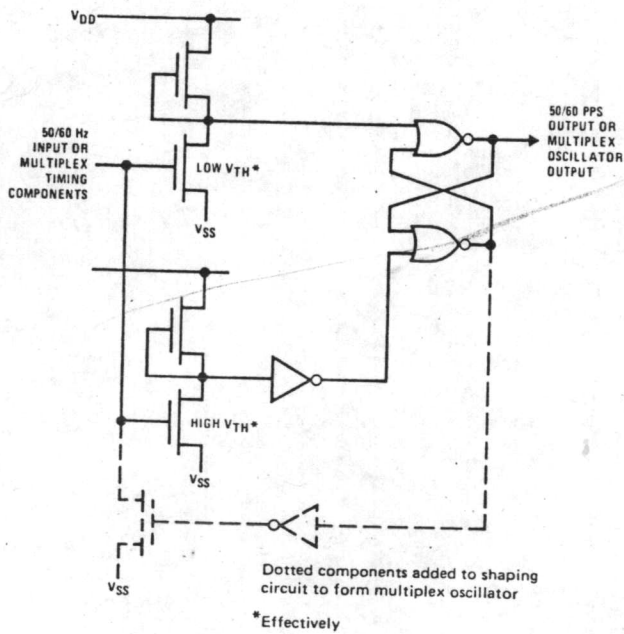 VDD
50/60 Hz
INPUT OR
MULTIPLEX
TIMING
COMPONENTS
LOW VTH*
VSS
50/60 PPS
OUTPUT OR
MULTIPLEX
OSCILLATOR
OUTPUT
HIGH VTH*
VSS
VSS
Dotted components added to shaping
circuit to form multiplex oscillator
*Effectively